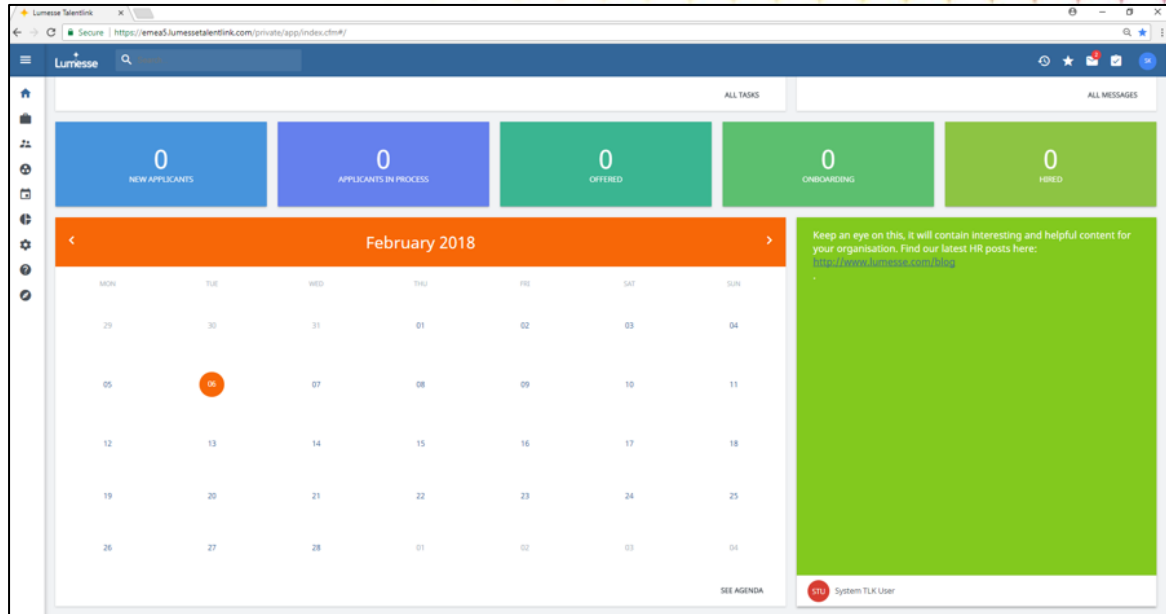 Lumesse Talentlink
Secure | https://emea5.lumessetalentlink.com/private/app/index.cfm#/
Lumesse
ALL TASKS
ALL MESSAGES
0
NEW APPLICANTS
0
APPLICANTS IN PROCESS
0
OFFERED
0
ONBOARDING
0
HIRED
February 2018
MON TUE WED THU FRI SAT SUN
29 30 31 01 02 03 04
05 06 07 08 09 10 11
12 13 14 15 16 17 18
19 20 21 22 23 24 25
26 27 28 01 02 03 04
SEE AGENDA
Keep an eye on this, it will contain interesting and helpful content for
your organisation. Find our latest HR posts here:
http://www.lumesse.com/blog
.
STU System TLK User